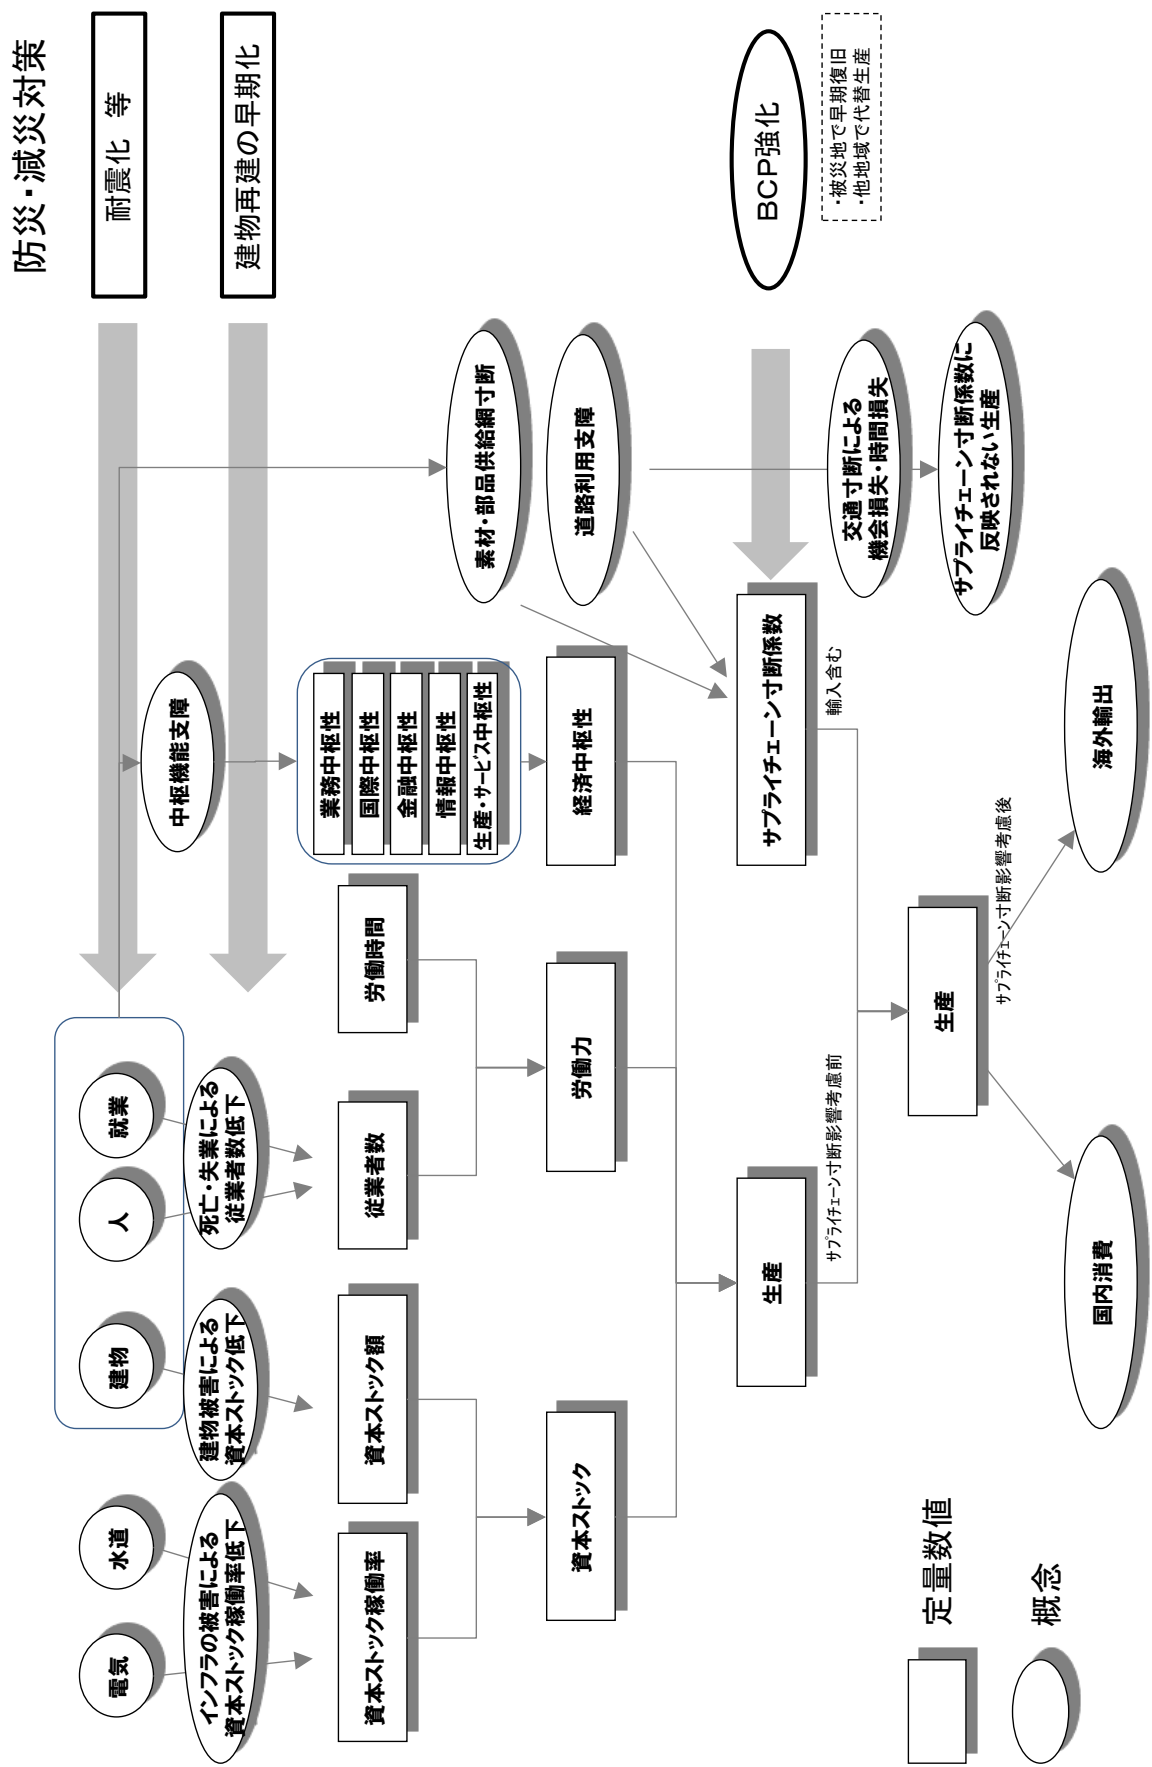 防災・減災対策
耐震化　等
建物再建の早期化
電気
水道
建物
人
就業
インフラの被害による
資本ストック稼働率低下
建物被害による
資本ストック低下
死亡・失業による
従業者数低下
中枢機能支障
資本ストック稼働率
資本ストック額
従業者数
労働時間
業務中枢性
国際中枢性
金融中枢性
情報中枢性
生産・サービス中枢性
素材・部品供給網寸断
道路利用支障
資本ストック
労働力
経済中枢性
BCP強化
・被災地で早期復旧
・他地域で代替生産
生産
サプライチェーン寸断影響考慮前
サプライチェーン寸断係数
輸入含む
交通寸断による
機会損失・時間損失
サプライチェーン寸断係数に
反映されない生産
生産
サプライチェーン寸断影響考慮後
国内消費
海外輸出
定量数値
概念